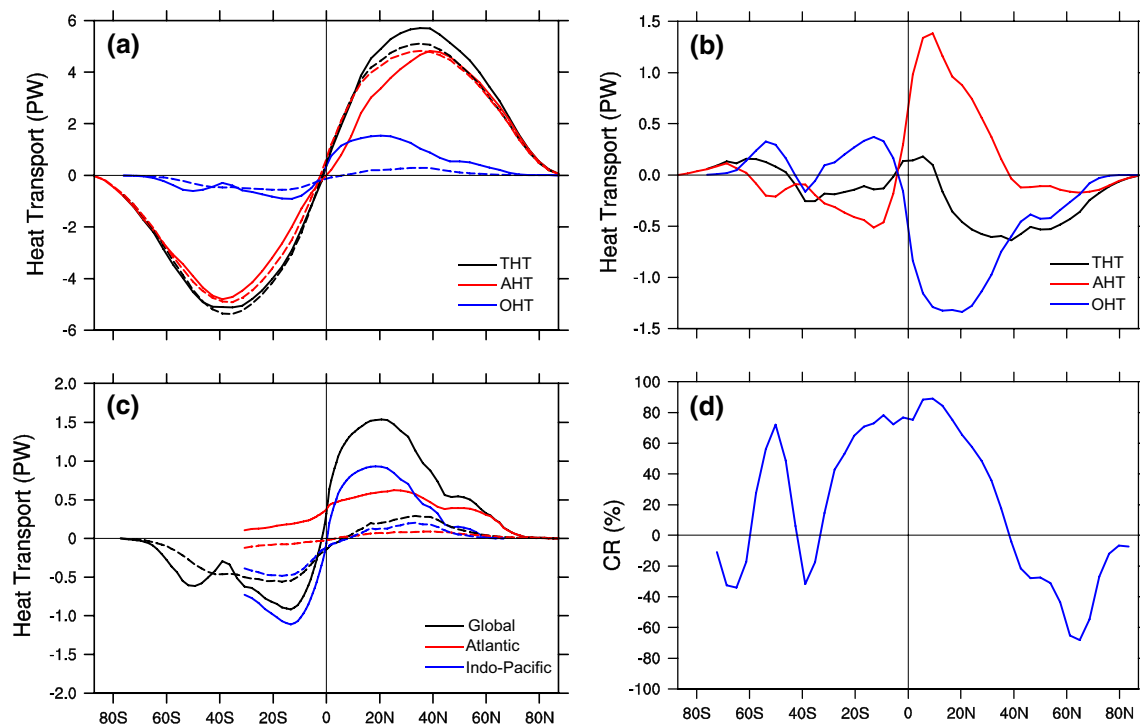 (a)
Heat Transport (PW)
6
4
2
0
-2
-4
-6
THT
AHT
OHT
(b)
Heat Transport (PW)
1.5
1.0
0.5
0.0
-0.5
-1.0
-1.5
THT
AHT
OHT
(c)
Heat Transport (PW)
2.0
1.5
1.0
0.5
0
-0.5
-1.0
-1.5
-2.0
Global
Atlantic
Indo-Pacific
80S 60S 40S 20S 0 20N 40N 60N 80N
(d)
CR (%)
100
80
60
40
20
0
-20
-40
-60
-80
-100
80S 60S 40S 20S 0 20N 40N 60N 80N